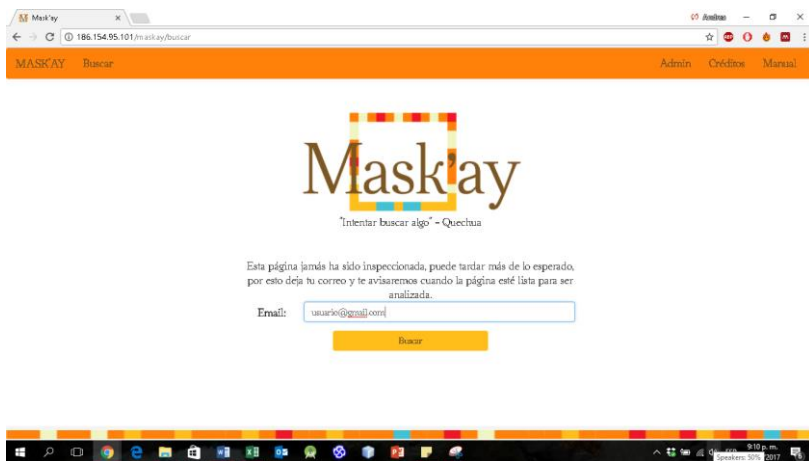 Mask'ay
186.154.95.101/maskay/buscar
MASK'AY Buscar Admin Créditos Manual
Mask'ay
"Intentar buscar algo" - Quechua
Esta página jamás ha sido inspeccionada, puede tardar más de lo esperado,
por esto deja tu correo y te avisaremos cuando la página esté lista para ser
analizada.
Email: usuario@gmail.com
Buscar
9:10 p. m.
Speakers: 50% 2017